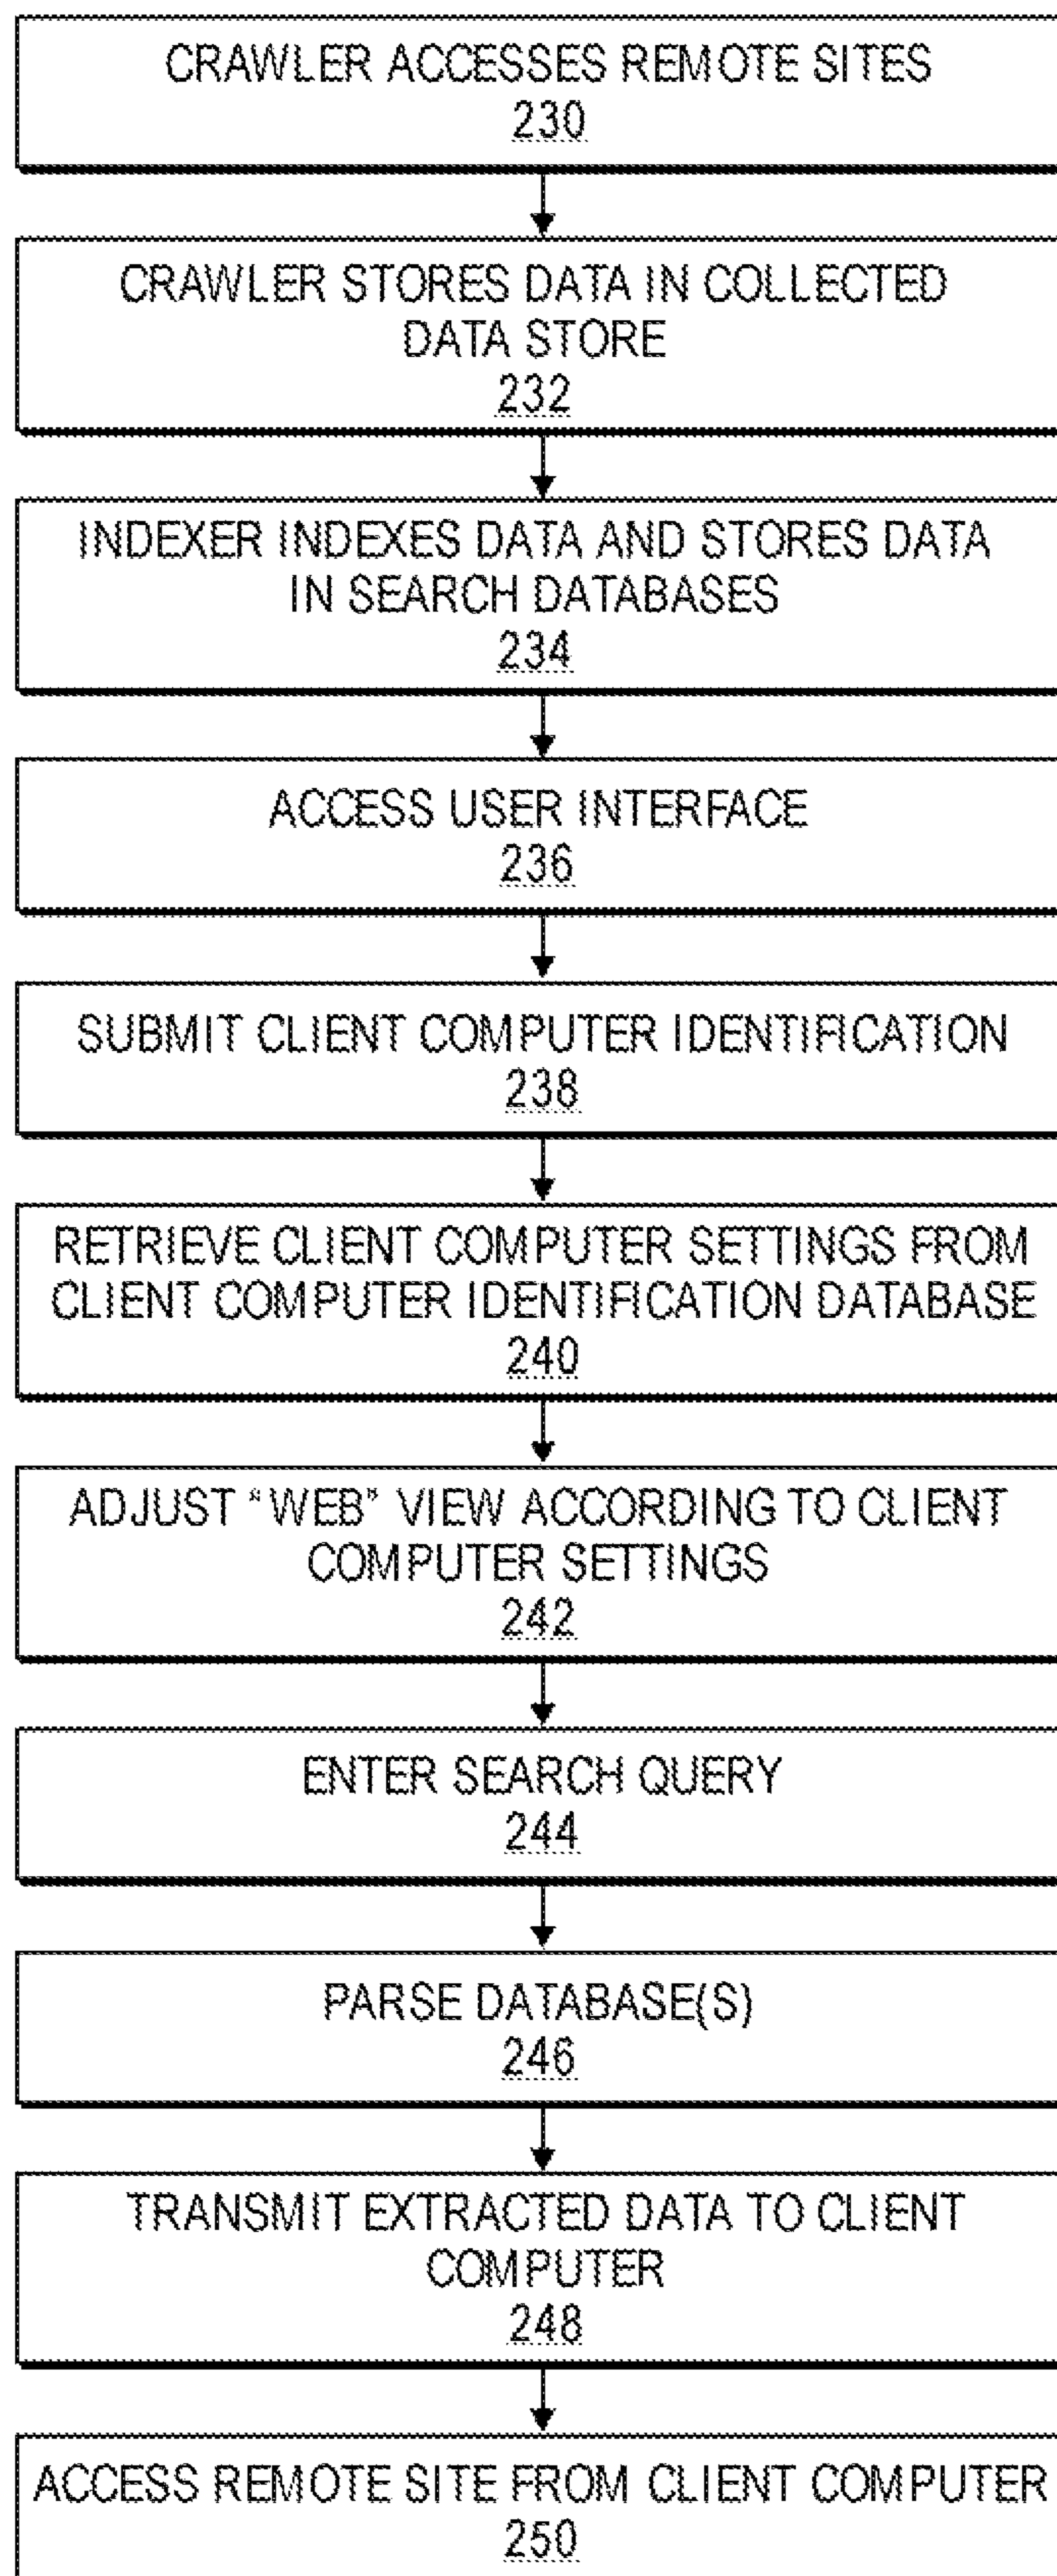 CRAWLER ACCESSES REMOTE SITES
230
CRAWLER STORES DATA IN COLLECTED
DATA STORE
232
INDEXER INDEXES DATA AND STORES DATA
IN SEARCH DATABASES
234
ACCESS USER INTERFACE
236
SUBMIT CLIENT COMPUTER IDENTIFICATION
238
RETRIEVE CLIENT COMPUTER SETTINGS FROM
CLIENT COMPUTER IDENTIFICATION DATABASE
240
ADJUST "WEB" VIEW ACCORDING TO CLIENT
COMPUTER SETTINGS
242
ENTER SEARCH QUERY
244
PARSE DATABASE(S)
246
TRANSMIT EXTRACTED DATA TO CLIENT
COMPUTER
248
ACCESS REMOTE SITE FROM CLIENT COMPUTER
250